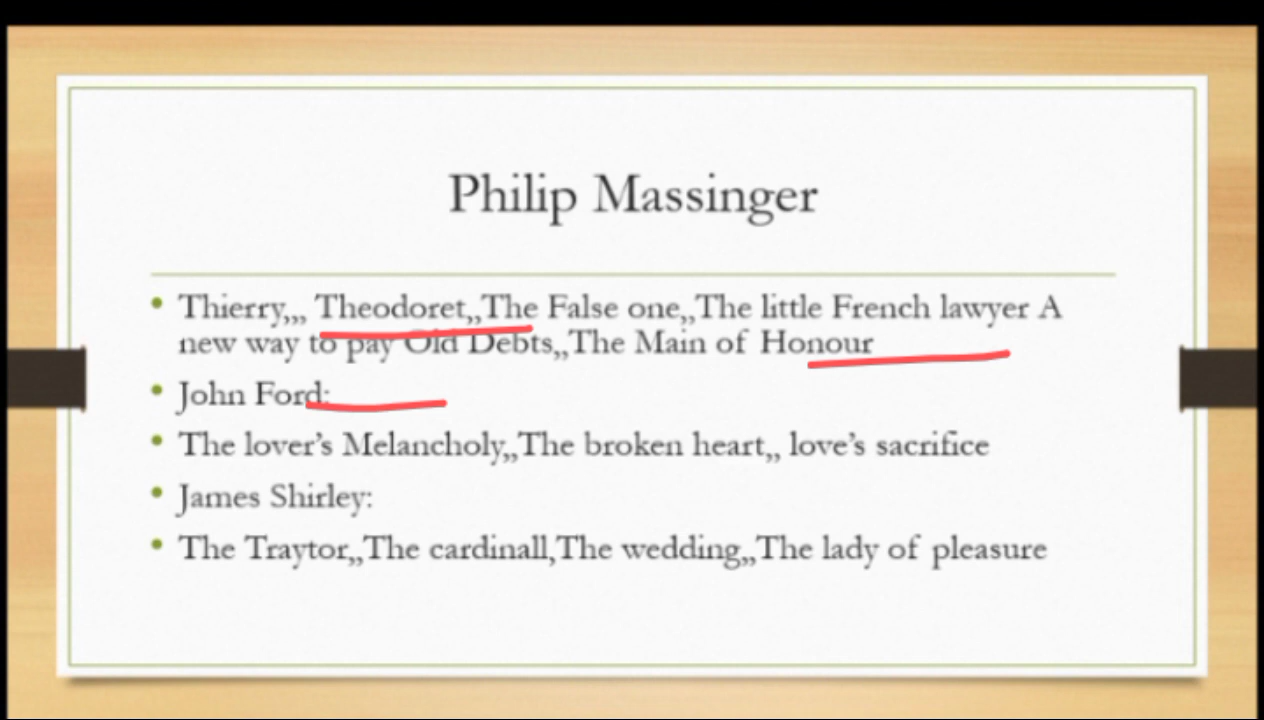 Philip Massinger
• Thierry,,, Theodoret,,The False one,,The little French lawyer A
new way to pay Old Debts,,The Main of Honour
• John Ford:
• The lover's Melancholy,,The broken heart,, love's sacrifice
• James Shirley:
• The Traytor,,The cardinall,The wedding,,The lady of pleasure